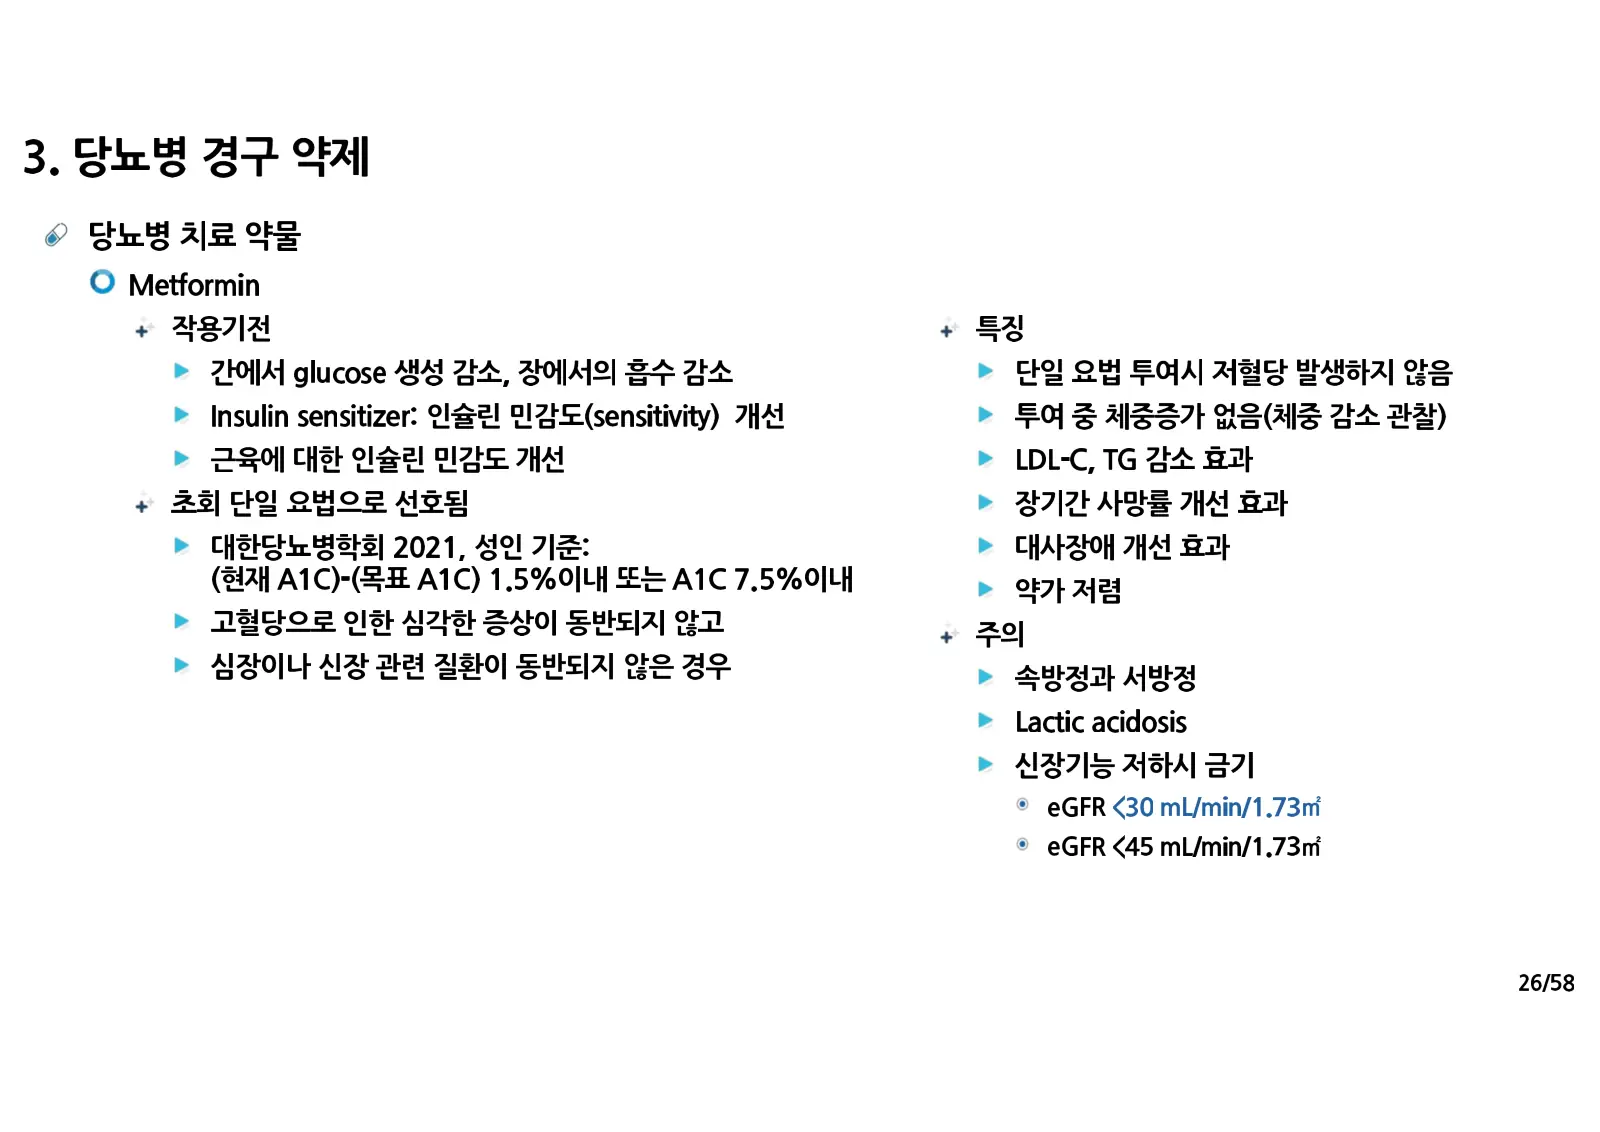 3. 당뇨병 경구 약제
당뇨병 치료 약물
Metformin
작용기전
간에서 glucose 생성 감소, 장에서의 흡수 감소
Insulin sensitizer: 인슐린 민감도(sensitivity) 개선
근육에 대한 인슐린 민감도 개선
초회 단일 요법으로 선호됨
대한당뇨병학회 2021, 성인 기준:
(현재 A1C)-(목표 A1C) 1.5%이내 또는 A1C 7.5%이내
고혈당으로 인한 심각한 증상이 동반되지 않고
심장이나 신장 관련 질환이 동반되지 않은 경우
특징
단일 요법 투여시 저혈당 발생하지 않음
투여 중 체중증가 없음(체중 감소 관찰)
LDL-C, TG 감소 효과
장기간 사망률 개선 효과
대사장애 개선 효과
약가 저렴
주의
속방정과 서방정
Lactic acidosis
신장기능 저하시 금기
eGFR <30 mL/min/1.73㎡
eGFR <45 mL/min/1.73㎡
26/58